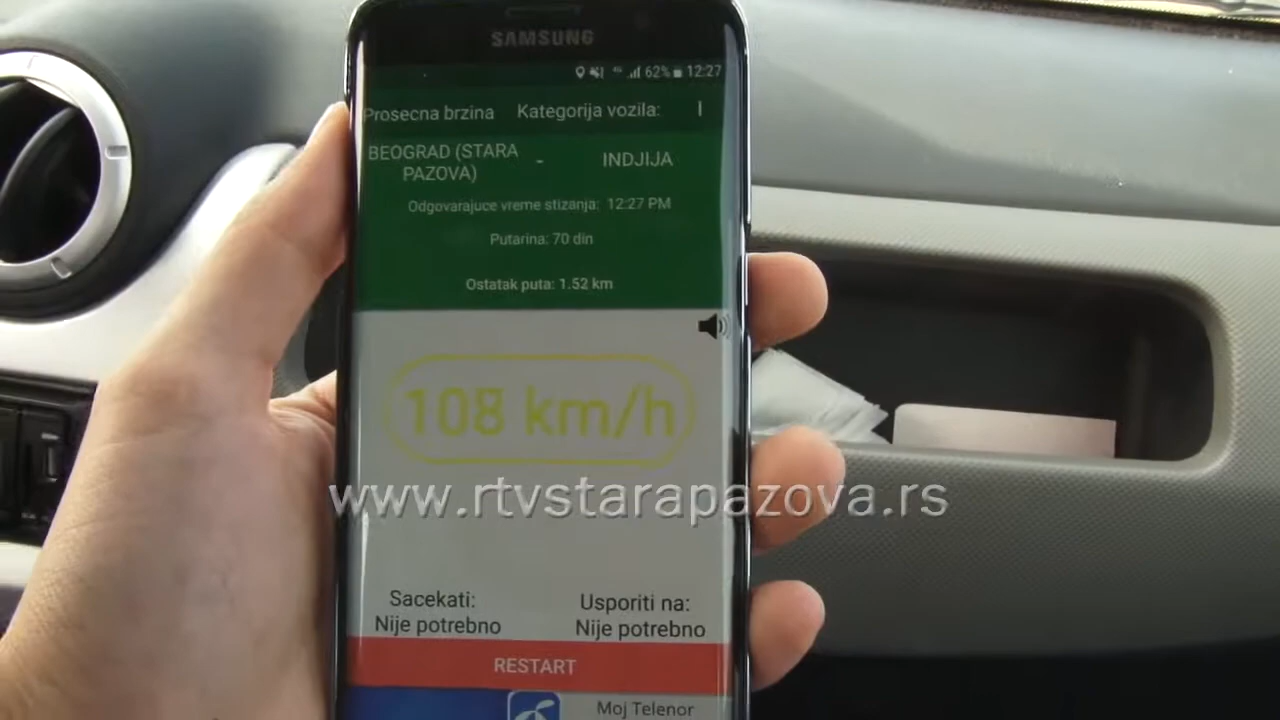 SAMSUNG
62% 12:27
Prosecna brzina Kategorija vozila: I
BEOGRAD (STARA PAZOVA) - INDJIJA
Odgovarajuce vreme stizanja: 12:27 PM
Putarina: 70 din
Ostatak puta: 1.52 km
108 km/h
www.rtvstarapazova.rs
Sacekati: Usporiti na:
Nije potrebno Nije potrebno
RESTART
Moj Telenor